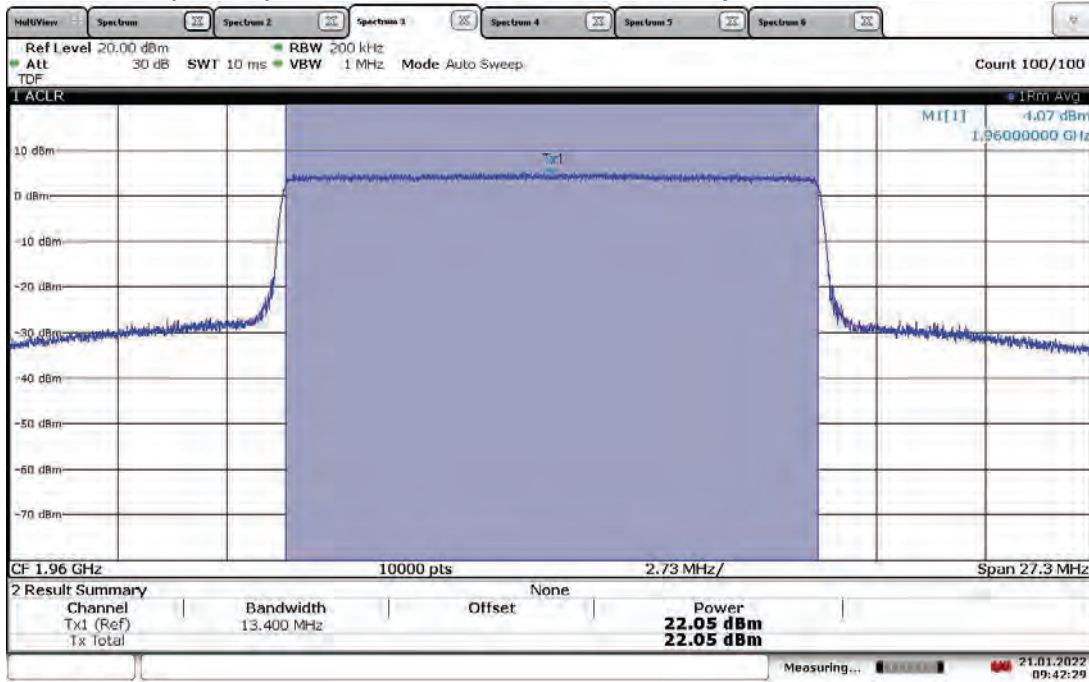 MultiView Spectrum Spectrum 2 Spectrum 3 Spectrum 4 Spectrum 5 Spectrum 6
Ref Level 20.00 dBm RBW 200 kHz
Att 30 dB SWT 10 ms VBW 1 MHz Mode Auto Sweep Count 100/100
TDF
1 ACLR 1Rm Avg
M1[1] 4.07 dBm
1.96000000 GHz
10 dBm
Tx1
0 dBm
-10 dBm
-20 dBm
-30 dBm
-40 dBm
-50 dBm
-60 dBm
-70 dBm
CF 1.96 GHz 10000 pts 2.73 MHz/ Span 27.3 MHz
2 Result Summary None
Channel Bandwidth Offset Power
Tx1 (Ref) 13.400 MHz 22.05 dBm
Tx Total 22.05 dBm
Measuring... 21.01.2022
09:42:29